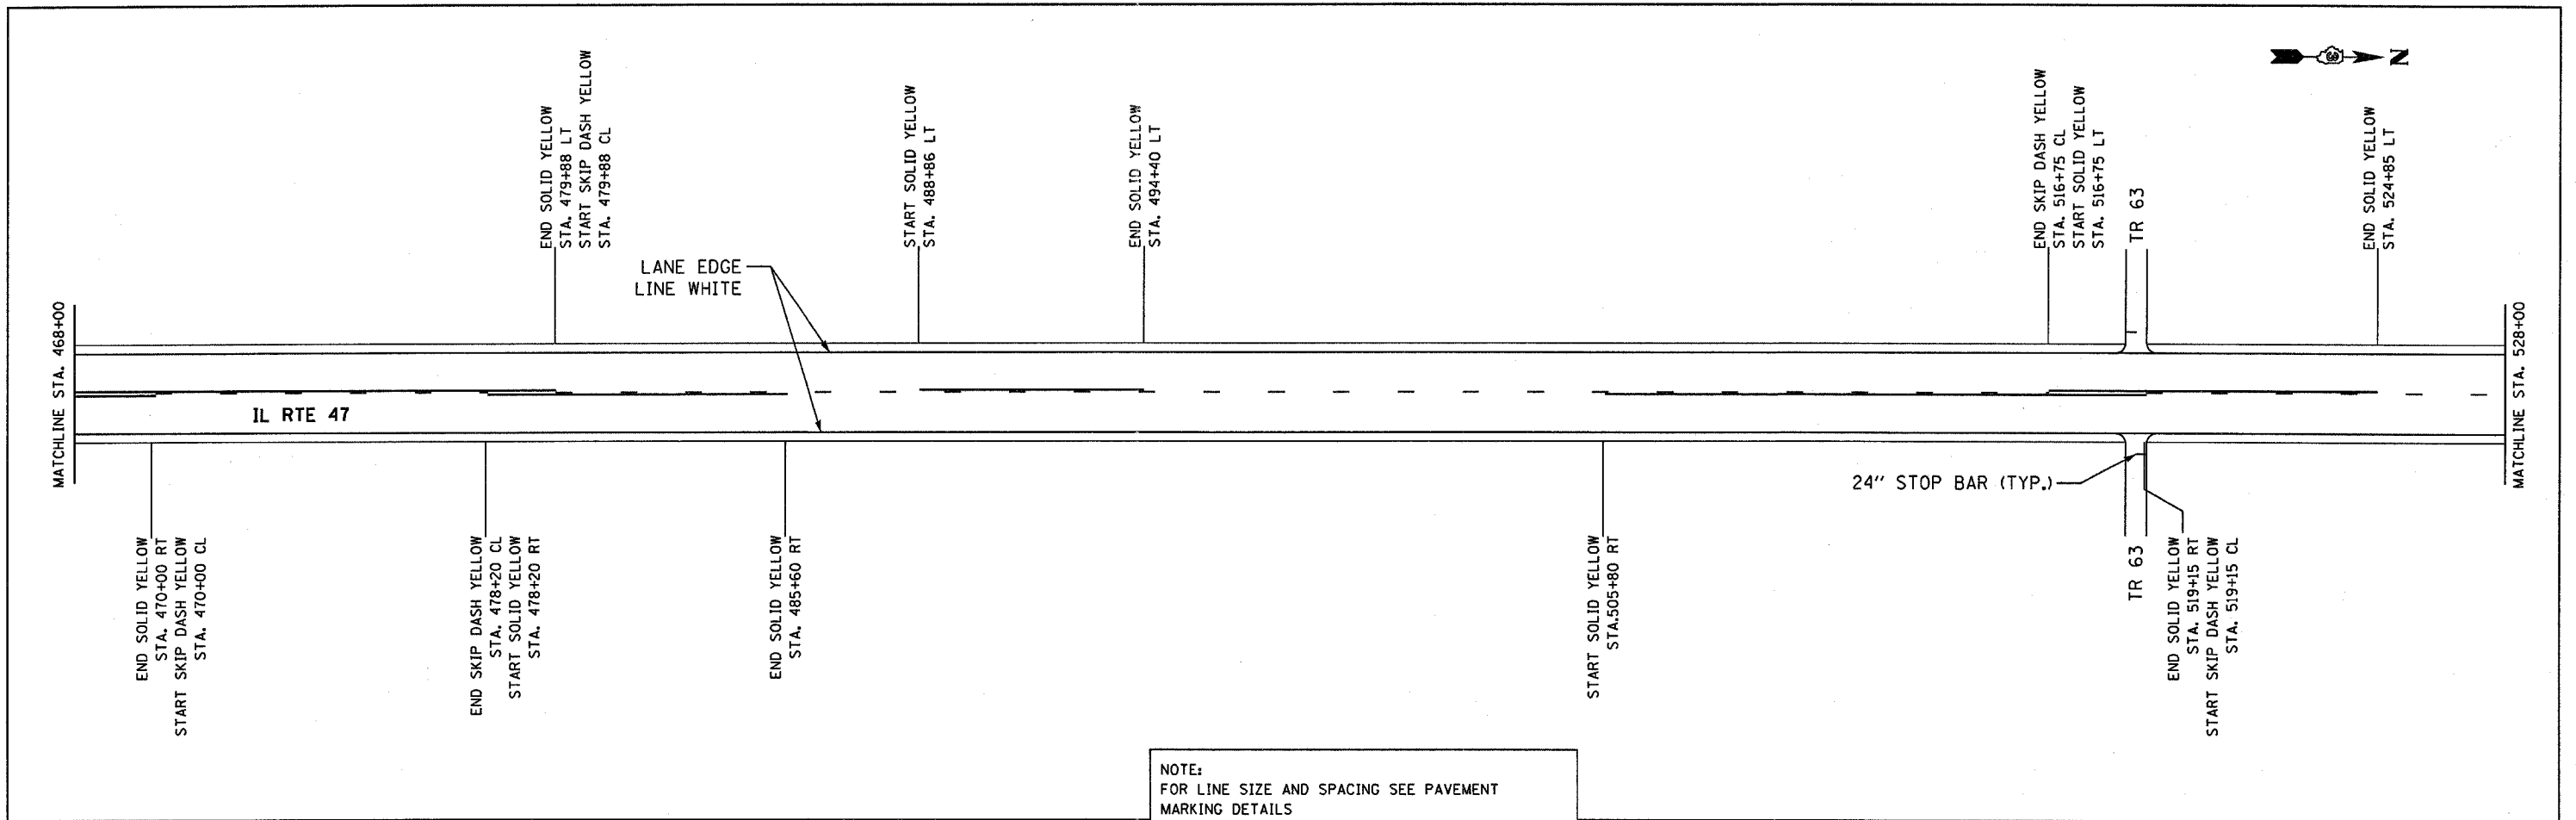 N
END SOLID YELLOW
STA. 479+88 LT
START SKIP DASH YELLOW
STA. 479+88 CL
START SOLID YELLOW
STA. 488+86 LT
END SOLID YELLOW
STA. 494+40 LT
END SKIP DASH YELLOW
STA. 516+75 CL
START SOLID YELLOW
STA. 516+75 LT
TR 63
END SOLID YELLOW
STA. 524+85 LT
LANE EDGE
LINE WHITE
MATCHLINE STA. 468+00
IL RTE 47
MATCHLINE STA. 528+00
24" STOP BAR (TYP.)
END SOLID YELLOW
STA. 470+00 RT
START SKIP DASH YELLOW
STA. 470+00 CL
END SKIP DASH YELLOW
STA. 478+20 CL
START SOLID YELLOW
STA. 478+20 RT
END SOLID YELLOW
STA. 485+60 RT
START SOLID YELLOW
STA.505+80 RT
TR 63
END SOLID YELLOW
STA. 519+15 RT
START SKIP DASH YELLOW
STA. 519+15 CL
NOTE:
FOR LINE SIZE AND SPACING SEE PAVEMENT
MARKING DETAILS